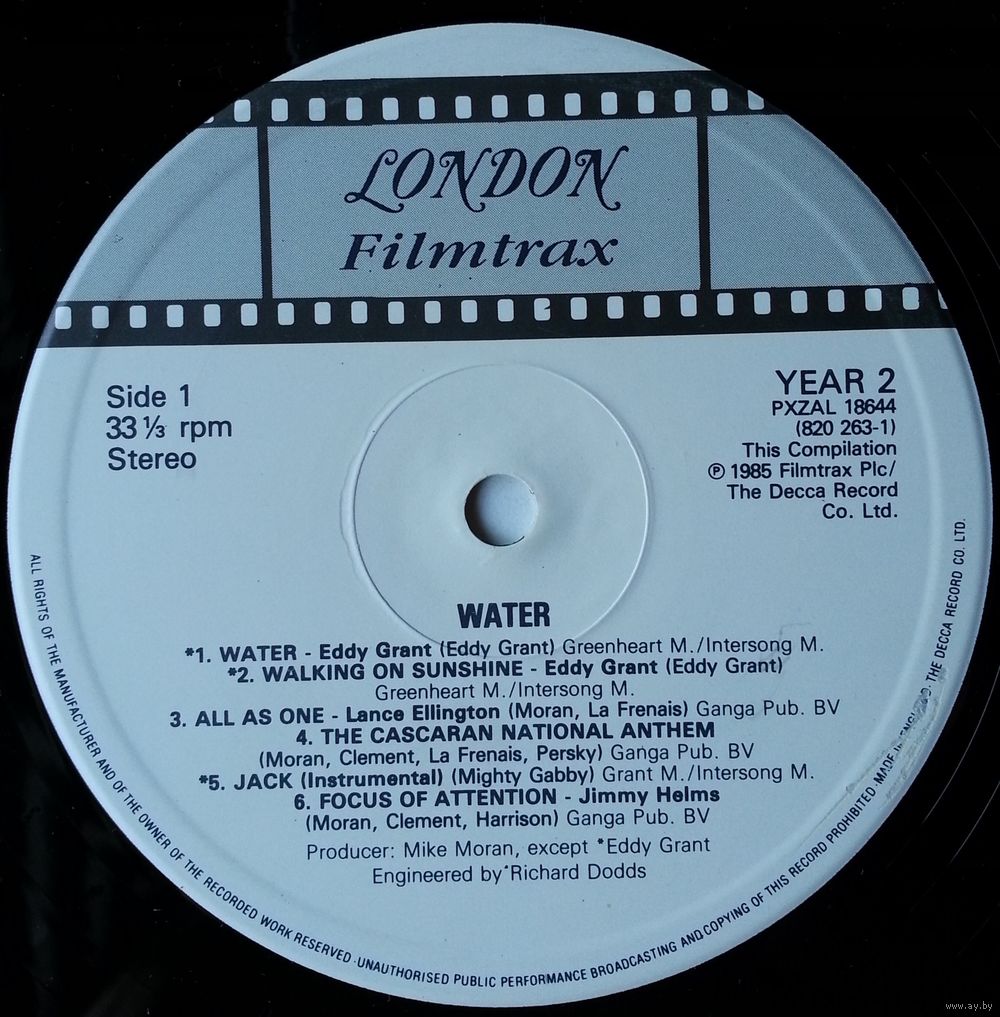 LONDON
Filmtrax
Side 1
33 ⅓ rpm
Stereo
YEAR 2
PXZAL 18644
(820 263-1)
This Compilation
℗ 1985 Filmtrax Plc/
The Decca Record
Co. Ltd.
WATER
*1. WATER - Eddy Grant (Eddy Grant) Greenheart M./Intersong M.
*2. WALKING ON SUNSHINE - Eddy Grant (Eddy Grant)
Greenheart M./Intersong M.
3. ALL AS ONE - Lance Ellington (Moran, La Frenais) Ganga Pub. BV
4. THE CASCARAN NATIONAL ANTHEM
(Moran, Clement, La Frenais, Persky) Ganga Pub. BV
*5. JACK (Instrumental) (Mighty Gabby) Grant M./Intersong M.
6. FOCUS OF ATTENTION - Jimmy Helms
(Moran, Clement, Harrison) Ganga Pub. BV
Producer: Mike Moran, except *Eddy Grant
Engineered by *Richard Dodds
ALL RIGHTS OF THE MANUFACTURER AND OF THE OWNER OF THE RECORDED WORK RESERVED · UNAUTHORISED PUBLIC PERFORMANCE BROADCASTING AND COPYING OF THIS RECORD PROHIBITED · MADE IN THE DECCA RECORD CO. LTD.
www.ay.by